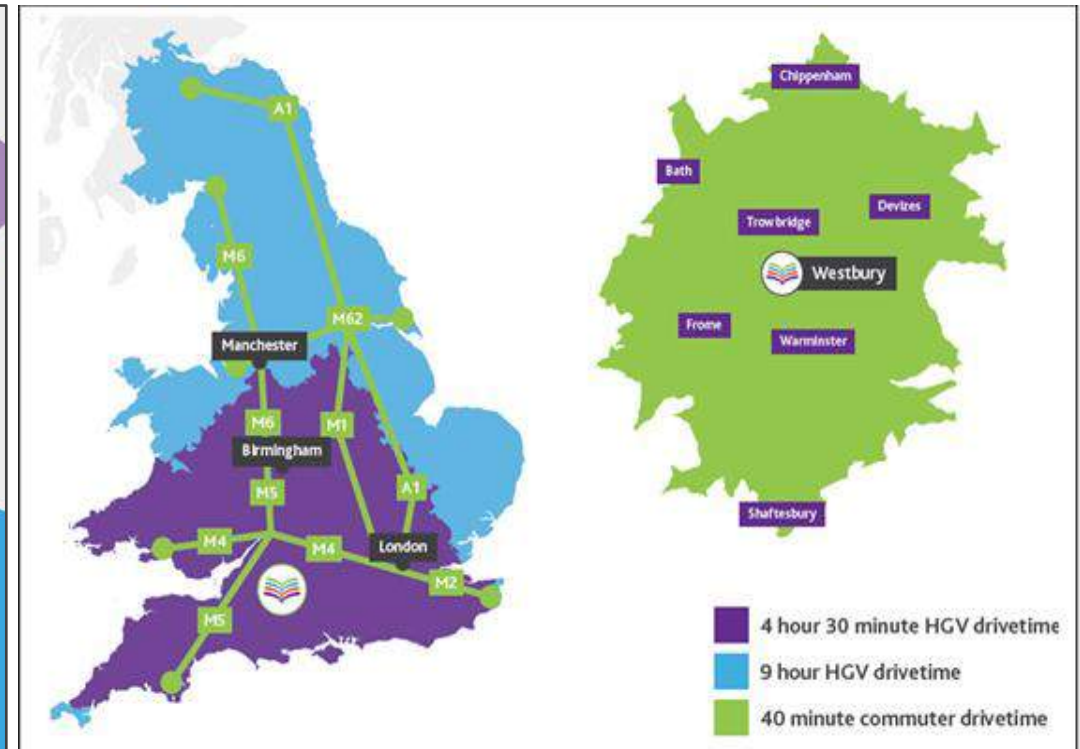 A1
M6
M62
Manchester
M6
M1
Birmingham
M5
A1
M4
M4
London
M2
M5
Chippenham
Bath
Devizes
Trowbridge
Westbury
Frome
Warminster
Shaftesbury
4 hour 30 minute HGV drivetime
9 hour HGV drivetime
40 minute commuter drivetime